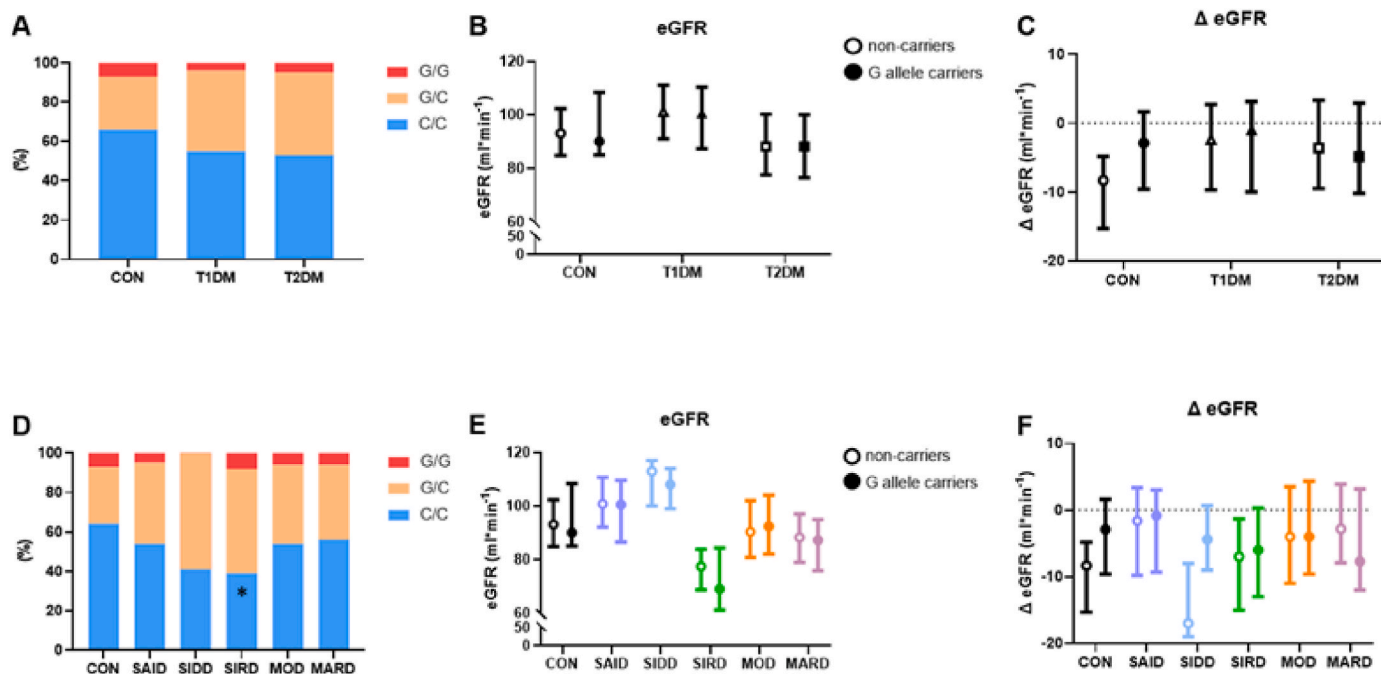 A
100
80
60
40
20
0
(%)
CON T1DM T2DM
G/G
G/C
C/C
B
eGFR
120
100
80
60
50
0
eGFR (ml*min⁻¹)
CON T1DM T2DM
non-carriers
G allele carriers
C
Δ eGFR
10
0
-10
-20
Δ eGFR (ml*min⁻¹)
CON T1DM T2DM
D
100
80
60
40
20
0
(%)
*
CON SAID SIDD SIRD MOD MARD
G/G
G/C
C/C
E
eGFR
120
100
80
60
50
0
eGFR (ml*min⁻¹)
CON SAID SIDD SIRD MOD MARD
non-carriers
G allele carriers
F
Δ eGFR
10
0
-10
-20
Δ eGFR (ml*min⁻¹)
CON SAID SIDD SIRD MOD MARD